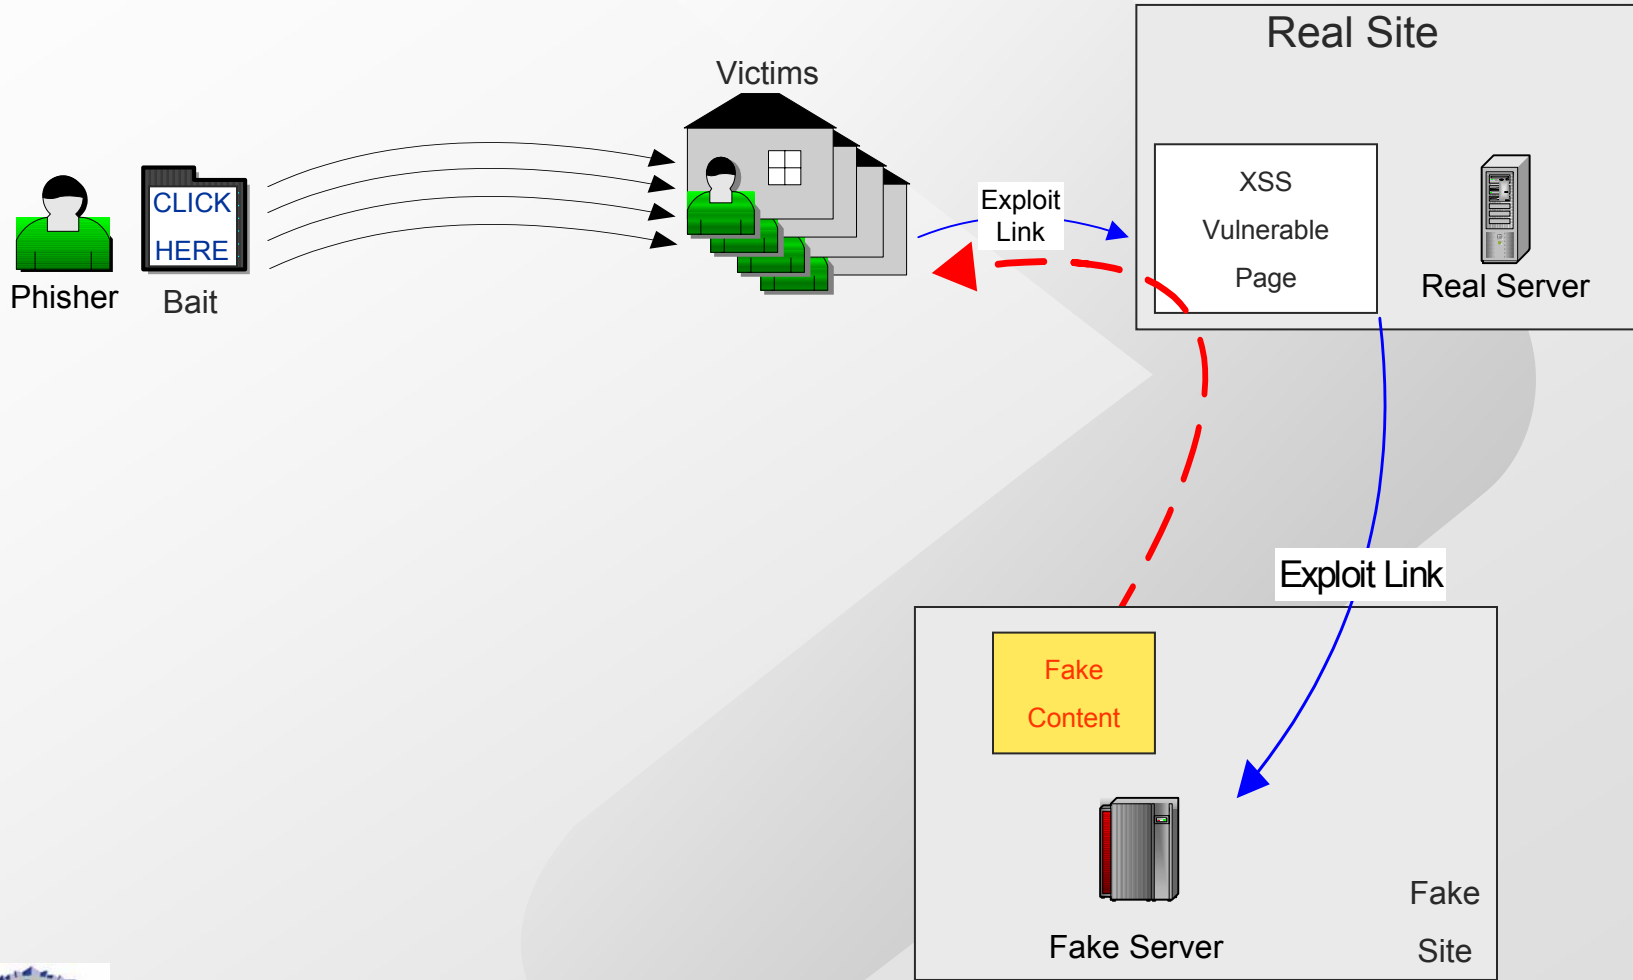 Real Site
Victims
CLICK
HERE
Phisher
Bait
Exploit
Link
XSS
Vulnerable
Page
Real Server
Exploit Link
Fake
Content
Fake Server
Fake
Site